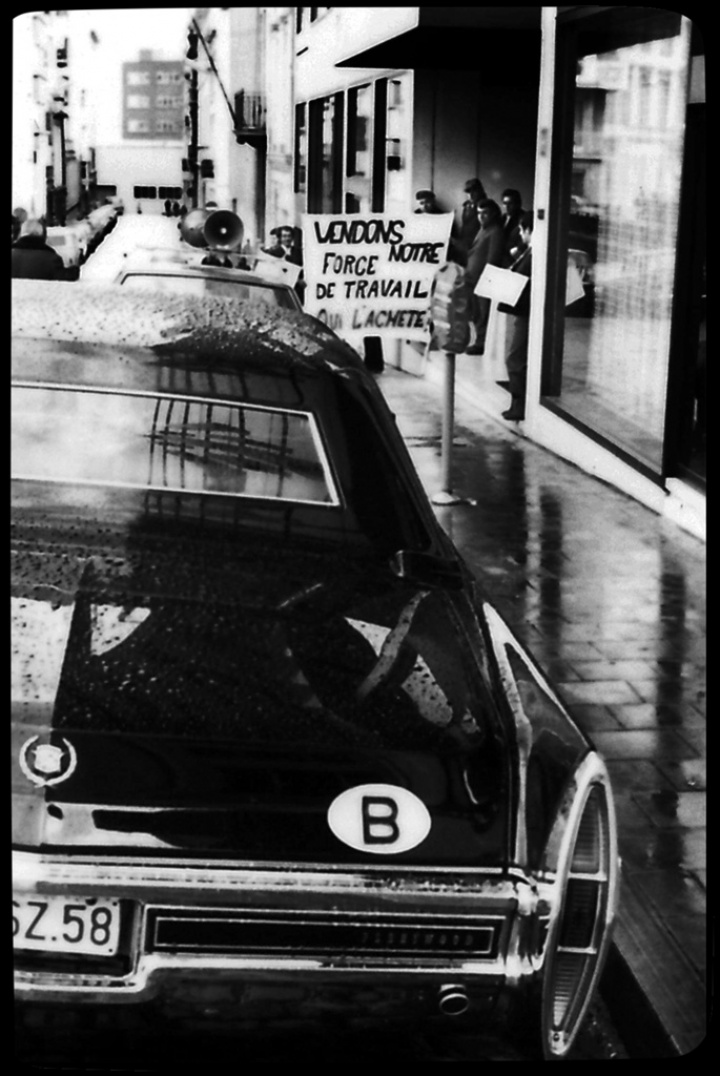 VENDONS
NOTRE
FORCE
DE TRAVAIL
QUI L'ACHETE
B
SZ.58